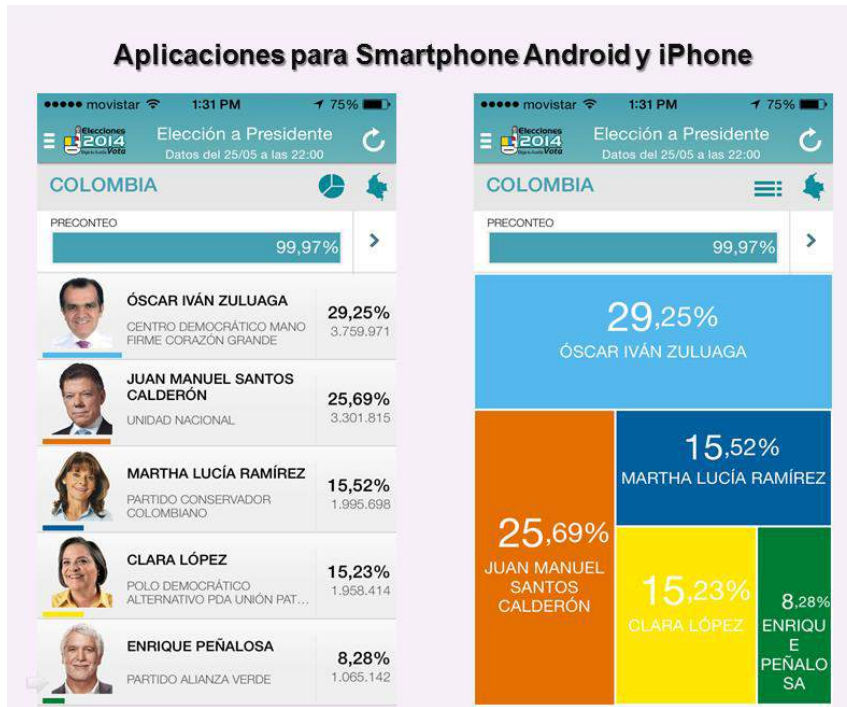 Aplicaciones para Smartphone Android y iPhone
movistar 1:31 PM 75%
Elecciones
2014
Vota
Elección a Presidente
Datos del 25/05 a las 22:00
COLOMBIA
PRECONTEO
99,97%
ÓSCAR IVÁN ZULUAGA
CENTRO DEMOCRÁTICO MANO
FIRME CORAZÓN GRANDE
29,25%
3.759.971
JUAN MANUEL SANTOS
CALDERÓN
UNIDAD NACIONAL
25,69%
3.301.815
MARTHA LUCÍA RAMÍREZ
PARTIDO CONSERVADOR
COLOMBIANO
15,52%
1.995.698
CLARA LÓPEZ
POLO DEMOCRÁTICO
ALTERNATIVO PDA UNIÓN PAT...
15,23%
1.958.414
ENRIQUE PEÑALOSA
PARTIDO ALIANZA VERDE
8,28%
1.065.142
movistar 1:31 PM 75%
Elecciones
2014
Vota
Elección a Presidente
Datos del 25/05 a las 22:00
COLOMBIA
PRECONTEO
99,97%
29,25%
ÓSCAR IVÁN ZULUAGA
25,69%
JUAN MANUEL
SANTOS
CALDERÓN
15,52%
MARTHA LUCÍA RAMÍREZ
15,23%
CLARA LÓPEZ
8,28%
ENRIQU
E
PEÑALO
SA